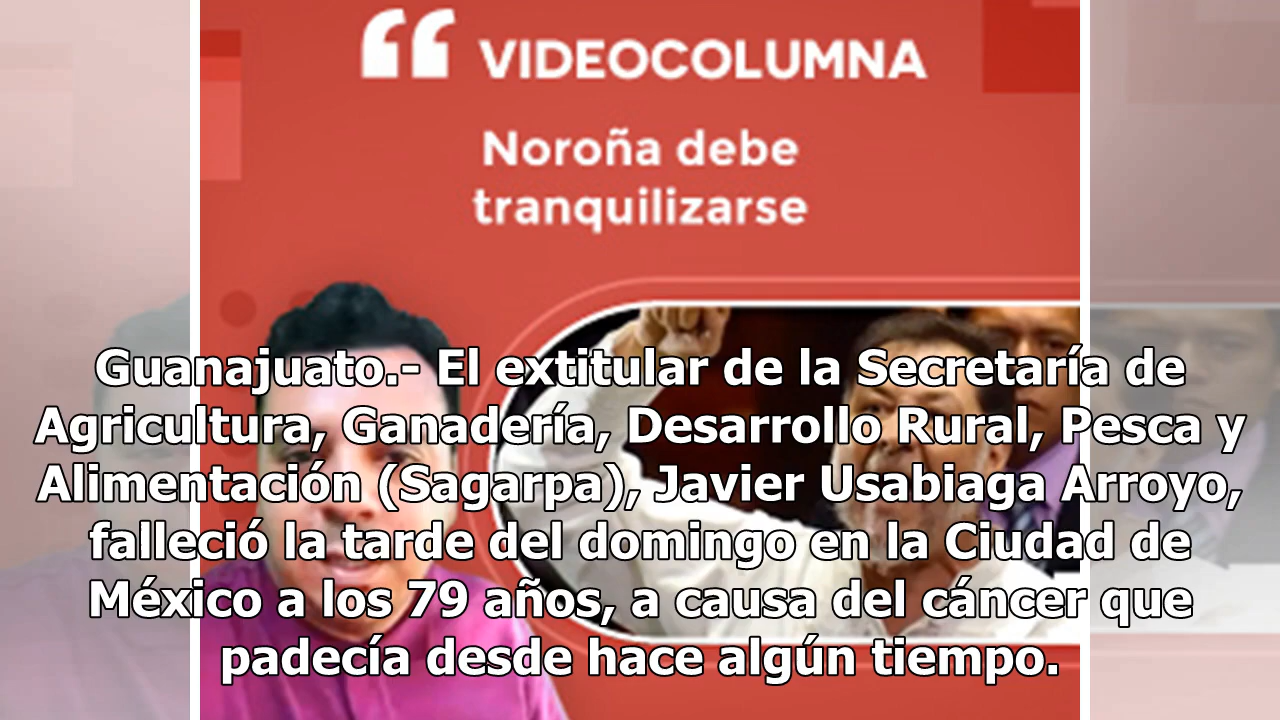 “ VIDEOCOLUMNA
Noroña debe
tranquilizarse
Guanajuato.- El extitular de la Secretaría de
Agricultura, Ganadería, Desarrollo Rural, Pesca y
Alimentación (Sagarpa), Javier Usabiaga Arroyo,
falleció la tarde del domingo en la Ciudad de
México a los 79 años, a causa del cáncer que
padecía desde hace algún tiempo.